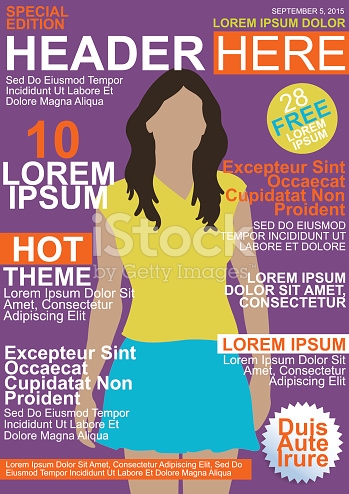 SPECIAL
EDITION
SEPTEMBER 5, 2015
LOREM IPSUM DOLOR
HEADER HERE
Sed Do Eiusmod Tempor
Incididunt Ut Labore Et
Dolore Magna Aliqua
28
FREE
LOREM
IPSUM
10
LOREM
IPSUM
Excepteur Sint
Occaecat
Cupidatat Non
Proident
SED DO EIUSMOD
TEMPOR INCIDIDUNT UT
LABORE ET DOLORE
HOT
THEME
Lorem Ipsum Dolor Sit
Amet, Consectetur
Adipiscing Elit
iStock
by Getty Images
LOREM IPSUM
DOLOR SIT AMET,
CONSECTETUR
LOREM IPSUM
Lorem Ipsum Dolor Sit
Amet, Consectetur
Excepteur Sint
Occaecat
Cupidatat Non
Proident
Sed Do Eiusmod Tempor
Incididunt Ut Labore Et
Dolore Magna Aliqua
Duis
Aute
Irure
Lorem Ipsum Dolor Sit Amet, Consectetur Adipiscing Elit, Sed Do
Eiusmod Tempor Incididunt Ut Labore Et Dolore Magna Aliqua.